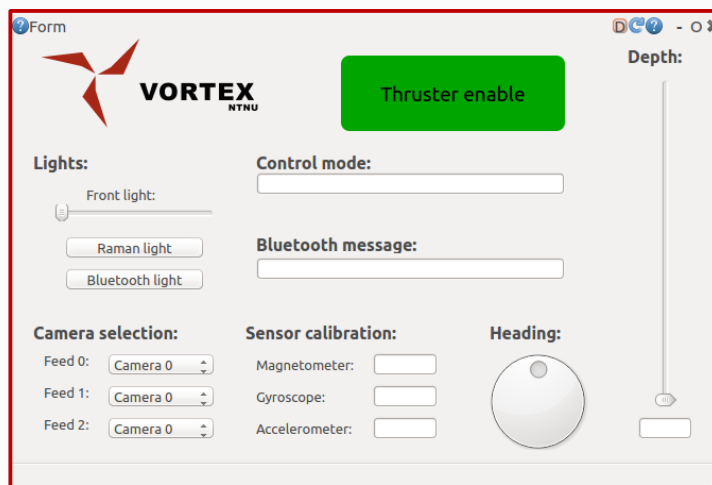 Form
D ? - O
Depth:
VORTEX
NTNU
Thruster enable
Lights:
Control mode:
Front light:
Raman light
Bluetooth message:
Bluetooth light
Camera selection:
Sensor calibration:
Heading:
Feed 0: Camera 0
Magnetometer:
Feed 1: Camera 0
Gyroscope:
Feed 2: Camera 0
Accelerometer: